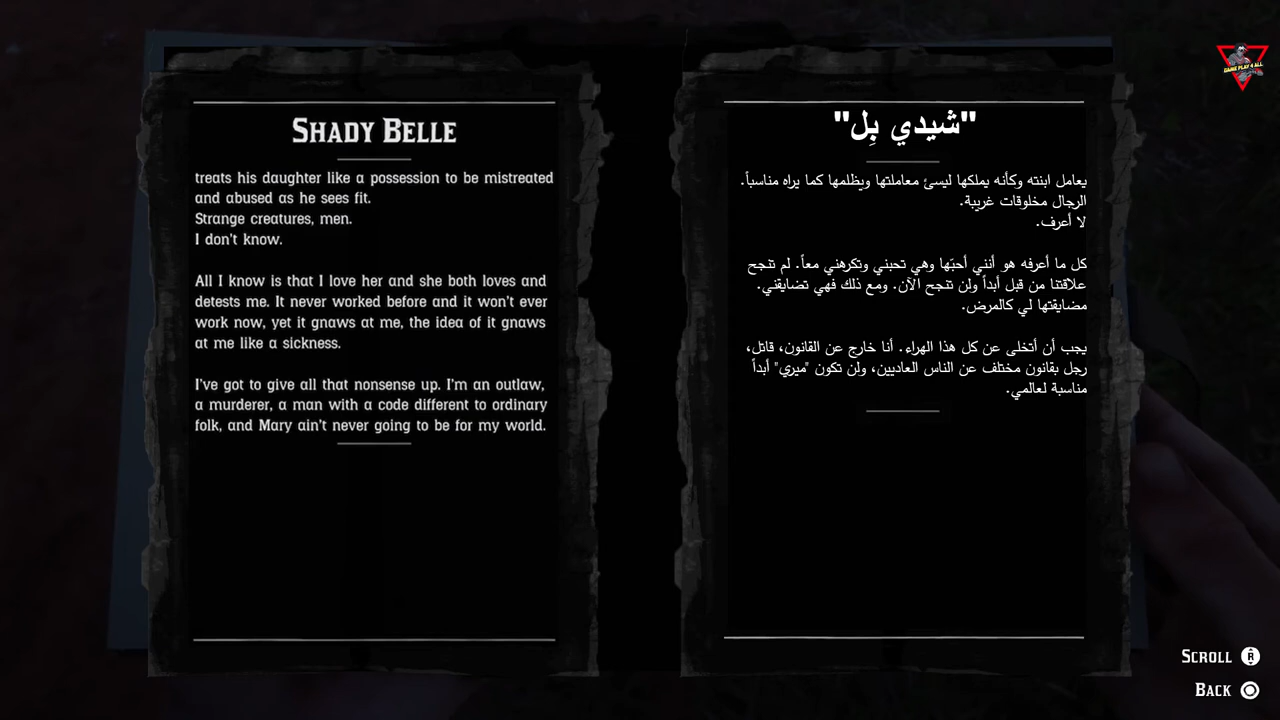 SHADY BELLE
treats his daughter like a possession to be mistreated
and abused as he sees fit.
Strange creatures, men.
I don't know.
All I know is that I love her and she both loves and
detests me. It never worked before and it won't ever
work now, yet it gnaws at me, the idea of it gnaws
at me like a sickness.
I've got to give all that nonsense up. I'm an outlaw,
a murderer, a man with a code different to ordinary
folk, and Mary ain't never going to be for my world.
"شيدي بِل"
يعامل ابنته وكأنه يملكها ليسئ معاملتها ويظلمها كما يراه مناسباً.
الرجال مخلوقات غريبة.
لا أعرف.
كل ما أعرفه هو أنني أحبّها وهي تحبني وتكرهني معاً. لم تنجح
علاقتنا من قبل أبداً ولن تنجح الآن. ومع ذلك فهي تضايقني.
مضايقتها لي كالمرض.
يجب أن أتخلى عن كل هذا الهراء. أنا خارج عن القانون، قاتل،
رجل بقانون مختلف عن الناس العاديين، ولن تكون "ميري" أبداً
مناسبة لعالمي.
GAME PLAY 4 ALL
SCROLL R
BACK